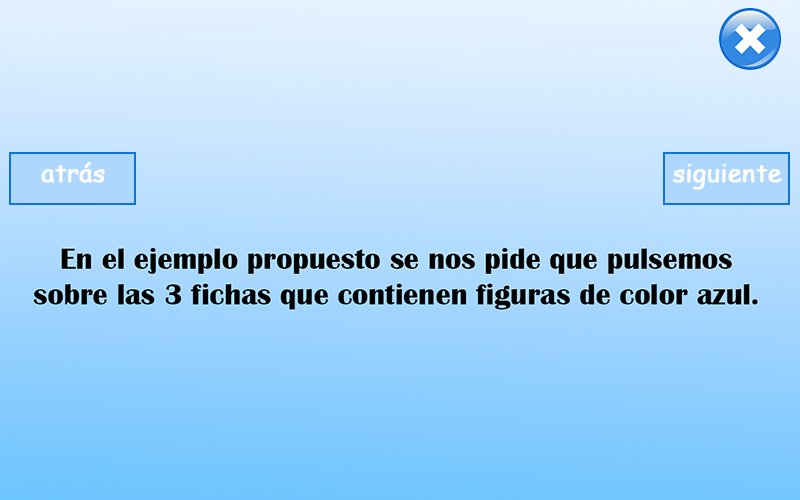 atrás
siguiente
En el ejemplo propuesto se nos pide que pulsemos
sobre las 3 fichas que contienen figuras de color azul.